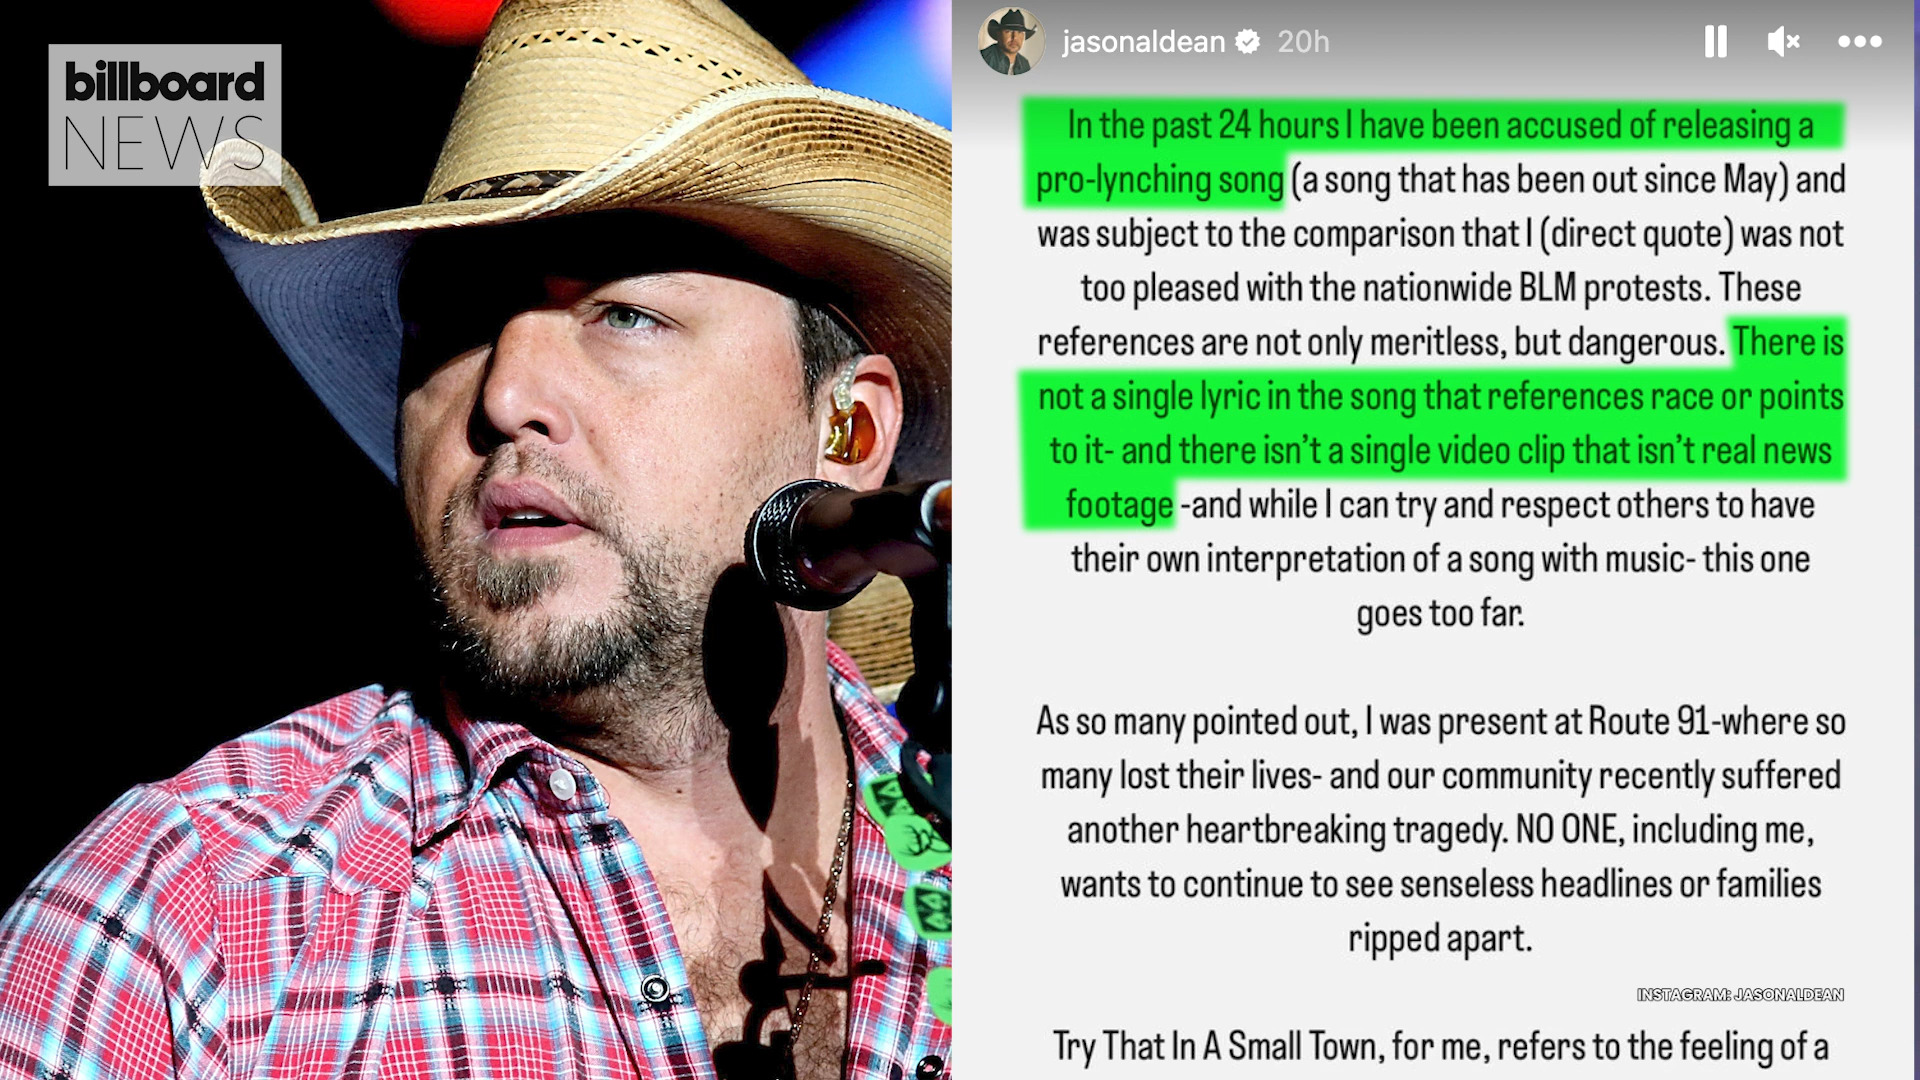 billboard
NEWS
jasonaldean 20h
In the past 24 hours I have been accused of releasing a
pro-lynching song (a song that has been out since May) and
was subject to the comparison that I (direct quote) was not
too pleased with the nationwide BLM protests. These
references are not only meritless, but dangerous. There is
not a single lyric in the song that references race or points
to it- and there isn't a single video clip that isn't real news
footage -and while I can try and respect others to have
their own interpretation of a song with music- this one
goes too far.
As so many pointed out, I was present at Route 91-where so
many lost their lives- and our community recently suffered
another heartbreaking tragedy. NO ONE, including me,
wants to continue to see senseless headlines or families
ripped apart.
INSTAGRAM: JASONALDEAN
Try That In A Small Town, for me, refers to the feeling of a